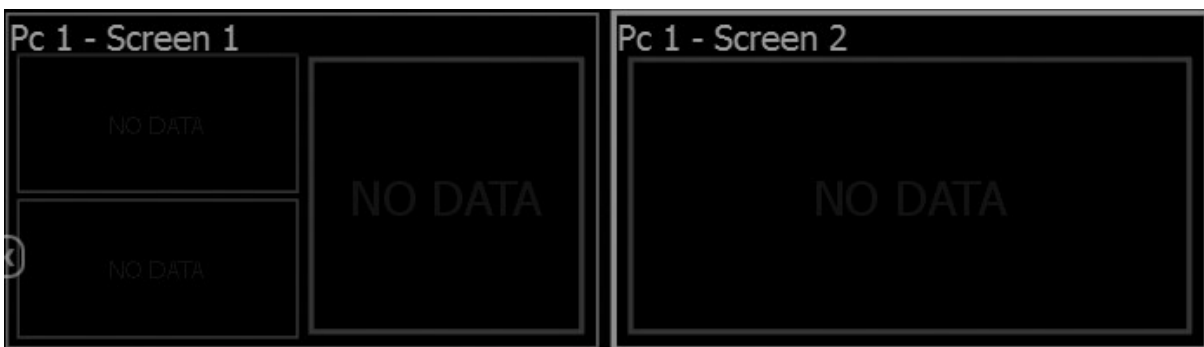 Pc 1 - Screen 1
NO DATA
NO DATA
NO DATA
Pc 1 - Screen 2
NO DATA